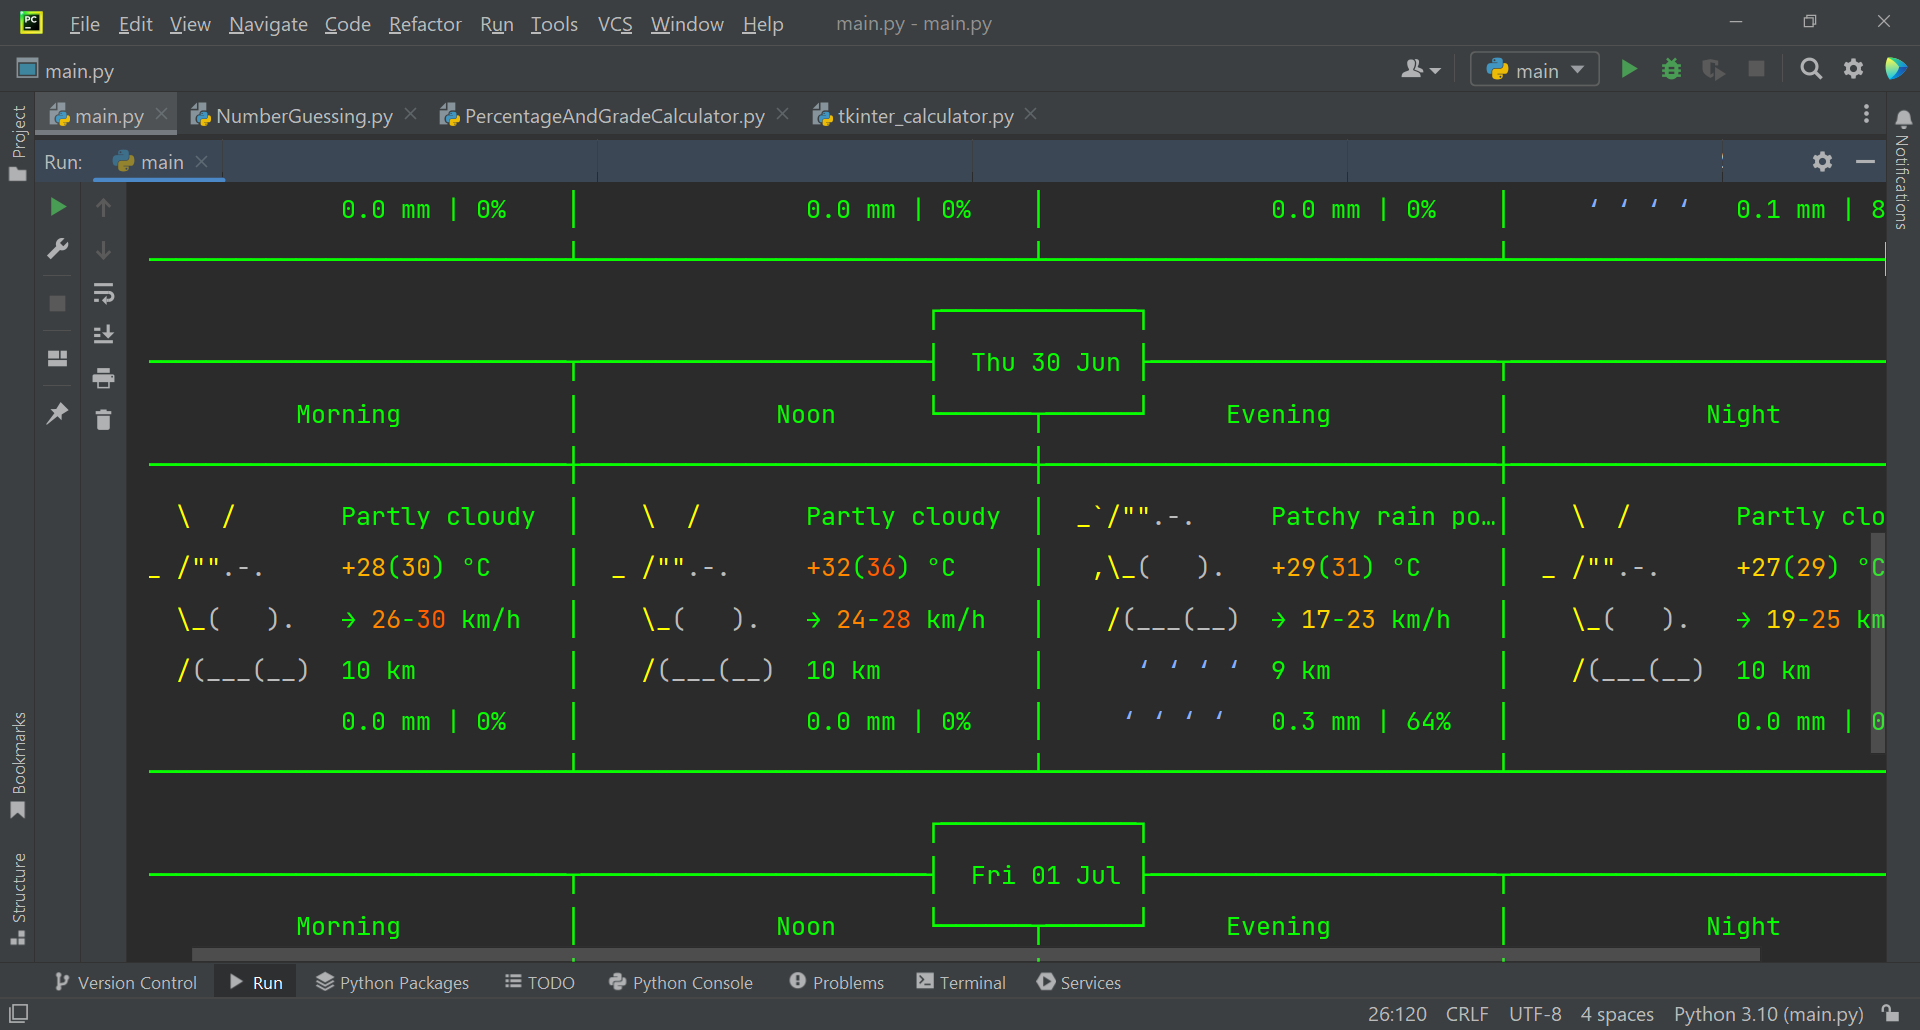 PC File Edit View Navigate Code Refactor Run Tools VCS Window Help main.py - main.py
main.py main
main.py NumberGuessing.py PercentageAndGradeCalculator.py tkinter_calculator.py
Project
Notifications
Run: main
0.0 mm | 0% | 0.0 mm | 0% | 0.0 mm | 0% | ‘ ‘ ‘ ‘ 0.1 mm | 8
Thu 30 Jun
Morning | Noon Evening | Night
\ / Partly cloudy | \ / Partly cloudy | _`/"".-. Patchy rain po… | \ / Partly clo
_ /"".-. +28(30) °C | _ /"".-. +32(36) °C | ,\_( ). +29(31) °C | _ /"".-. +27(29) °C
\_( ). → 26-30 km/h | \_( ). → 24-28 km/h | /(___(__) → 17-23 km/h | \_( ). → 19-25 km
/(___(__) 10 km | /(___(__) 10 km | ‘ ‘ ‘ ‘ 9 km | /(___(__) 10 km
0.0 mm | 0% | 0.0 mm | 0% | ‘ ‘ ‘ ‘ 0.3 mm | 64% | 0.0 mm | 0
Fri 01 Jul
Morning | Noon Evening | Night
Bookmarks
Structure
Version Control Run Python Packages TODO Python Console Problems Terminal Services
26:120 CRLF UTF-8 4 spaces Python 3.10 (main.py)